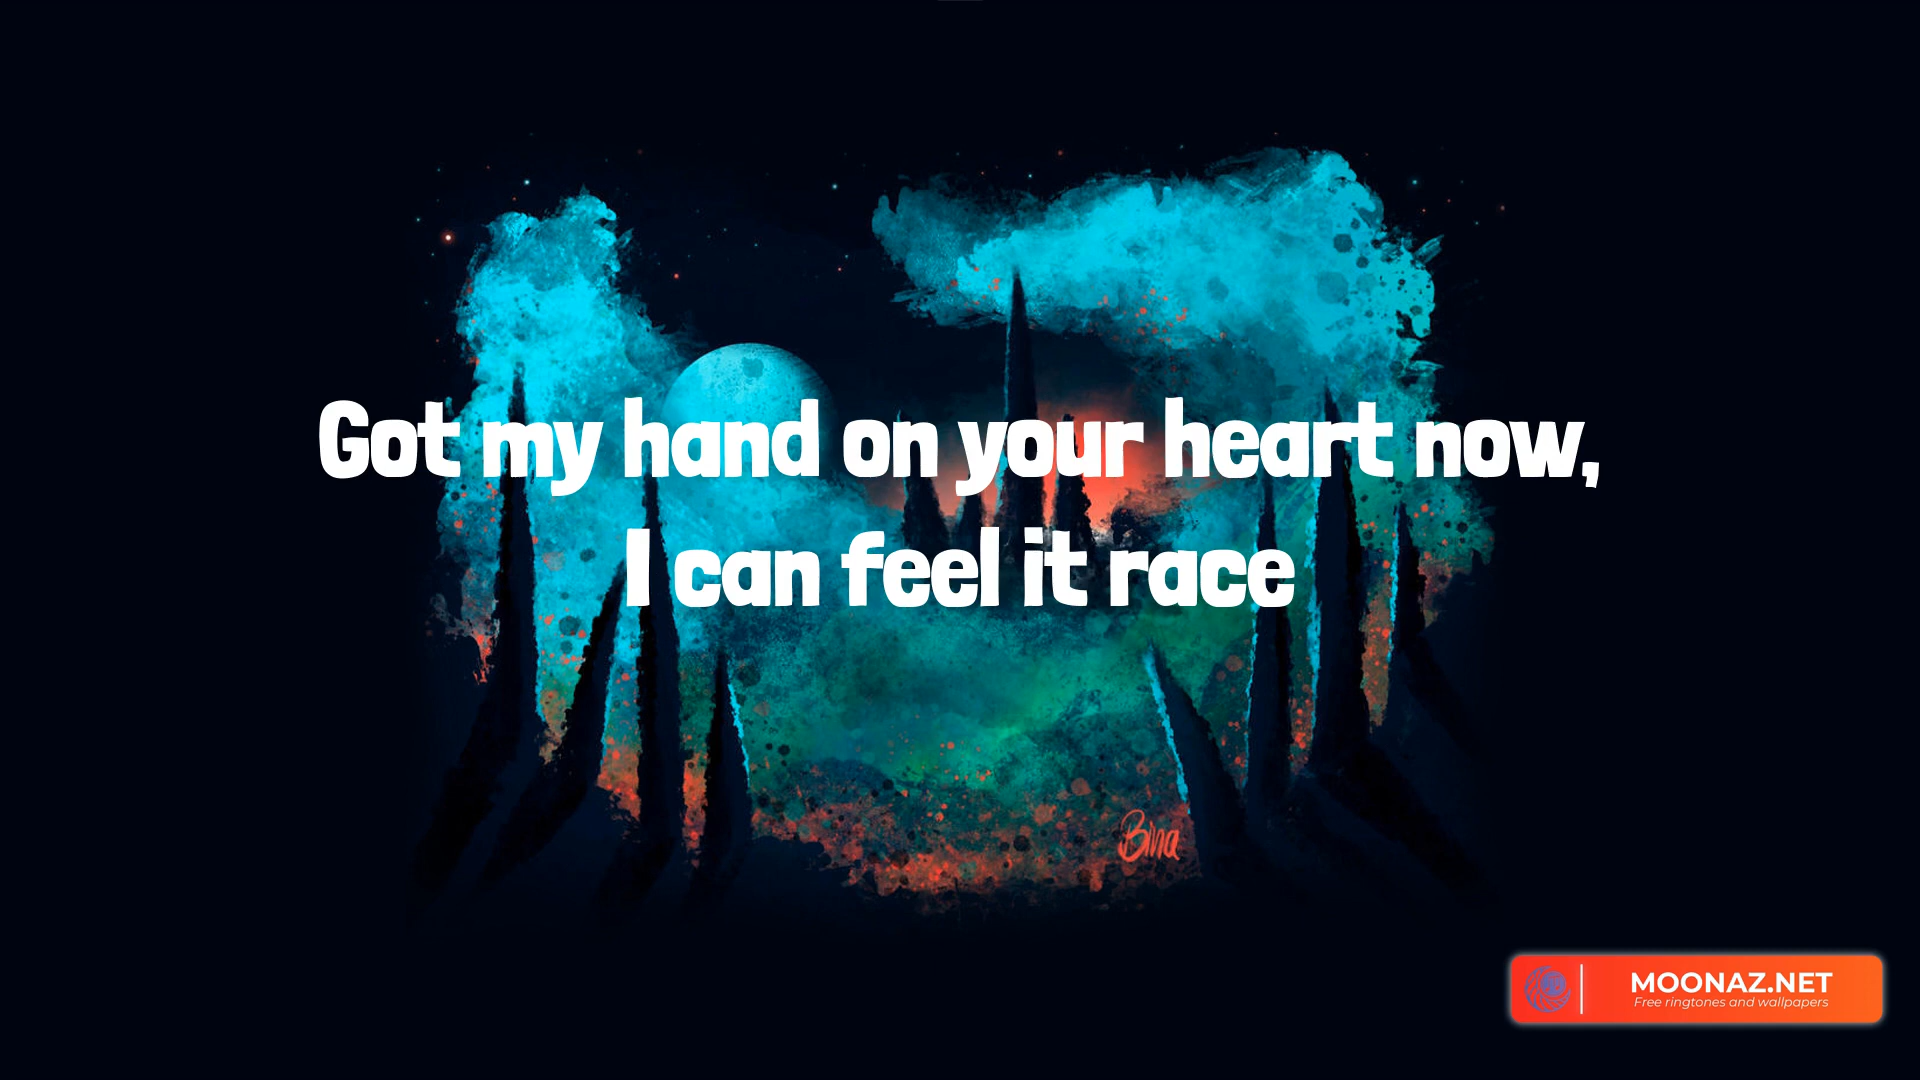 Got my hand on your heart now,
I can feel it race
Bina
MOONAZ.NET
Free ringtones and wallpapers